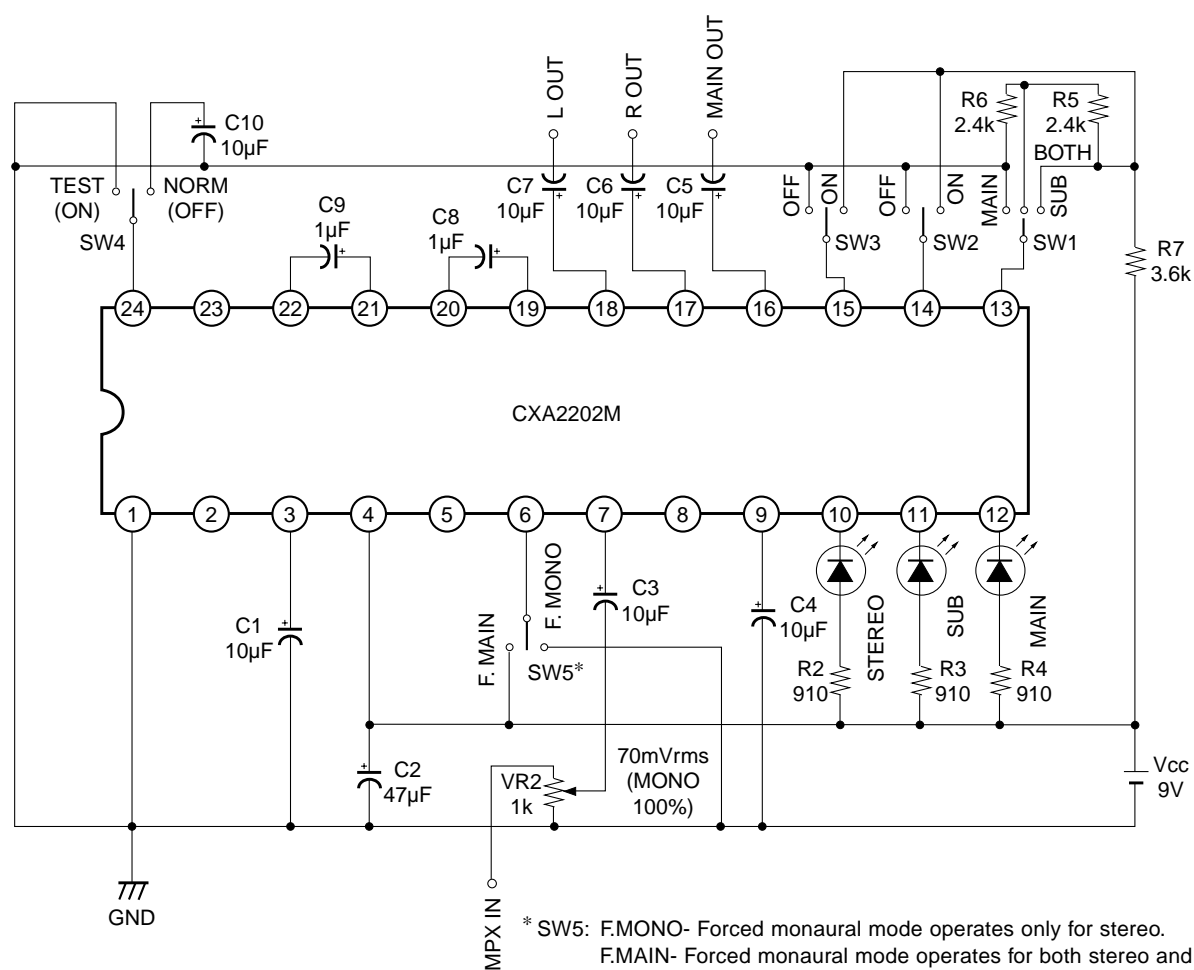 L OUT
R OUT
MAIN OUT
C10
10µF
TEST
(ON)
NORM
(OFF)
SW4
C9
1µF
C8
1µF
C7
10µF
C6
10µF
C5
10µF
OFF
ON
SW3
OFF
ON
SW2
R6
2.4k
R5
2.4k
BOTH
MAIN
SUB
SW1
R7
3.6k
24
23
22
21
20
19
18
17
16
15
14
13
CXA2202M
1
2
3
4
5
6
7
8
9
10
11
12
C1
10µF
F. MAIN
F. MONO
SW5*
C3
10µF
C4
10µF
STEREO
SUB
MAIN
R2
910
R3
910
R4
910
C2
47µF
VR2
1k
70mVrms
(MONO
100%)
Vcc
9V
GND
MPX IN
* SW5: F.MONO- Forced monaural mode operates only for stereo.
F.MAIN- Forced monaural mode operates for both stereo and